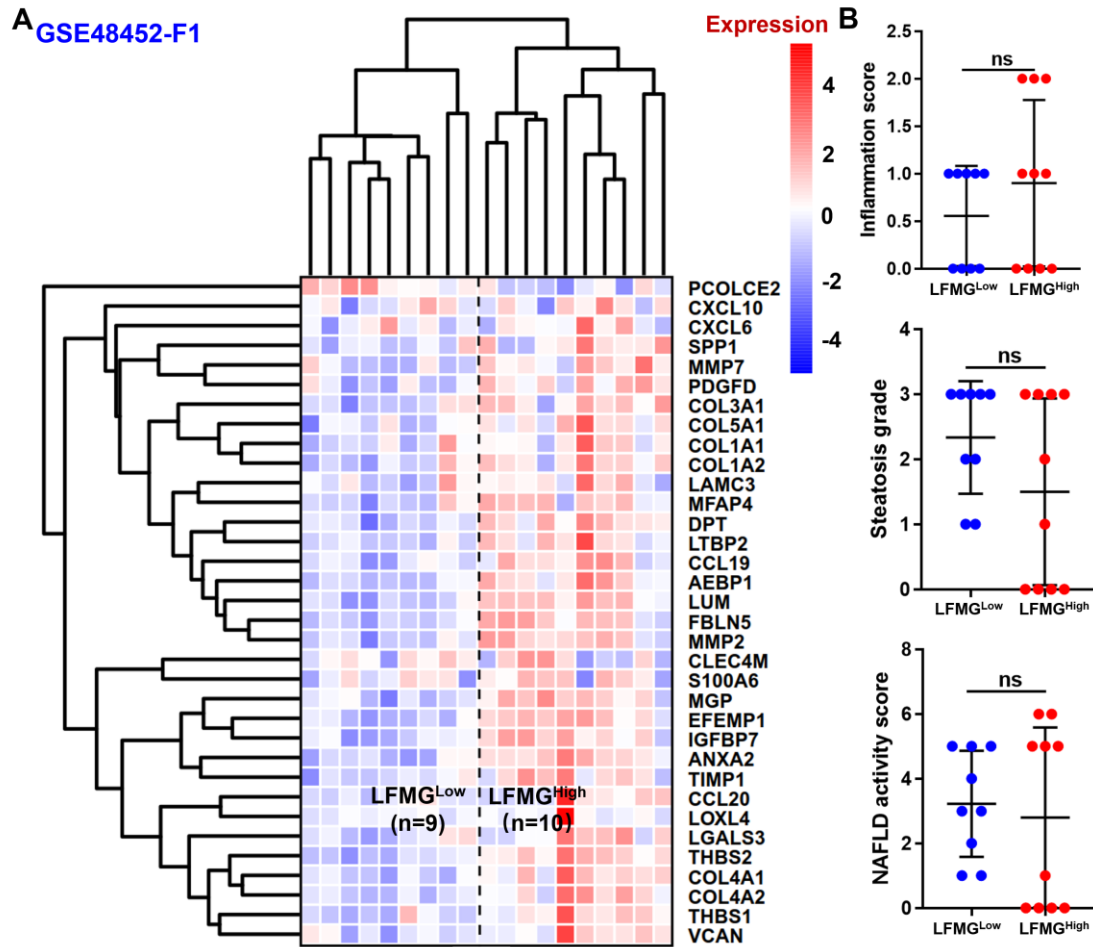 A
GSE48452-F1
Expression
4
2
0
-2
-4
PCOLCE2
CXCL10
CXCL6
SPP1
MMP7
PDGFD
COL3A1
COL5A1
COL1A1
COL1A2
LAMC3
MFAP4
DPT
LTBP2
CCL19
AEBP1
LUM
FBLN5
MMP2
CLEC4M
S100A6
MGP
EFEMP1
IGFBP7
ANXA2
TIMP1
CCL20
LOXL4
LGALS3
THBS2
COL4A1
COL4A2
THBS1
VCAN
LFMGLow
(n=9)
LFMGHigh
(n=10)
B
Inflammation score
2.5
2.0
1.5
1.0
0.5
0.0
ns
LFMGLow
LFMGHigh
Steatosis grade
4
3
2
1
0
ns
LFMGLow
LFMGHigh
NAFLD activity score
8
6
4
2
0
ns
LFMGLow
LFMGHigh